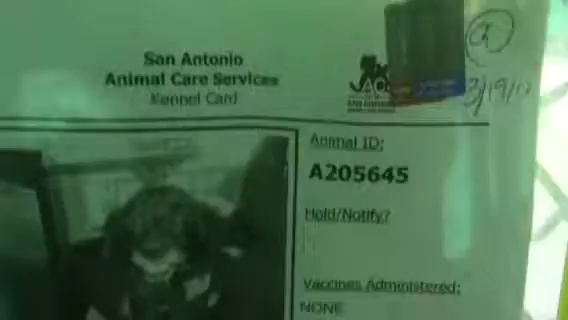 San Antonio
Animal Care Services
Kennel Card
Animal ID:
A205645
Hold/Notify?
Vaccines Administered:
NONE